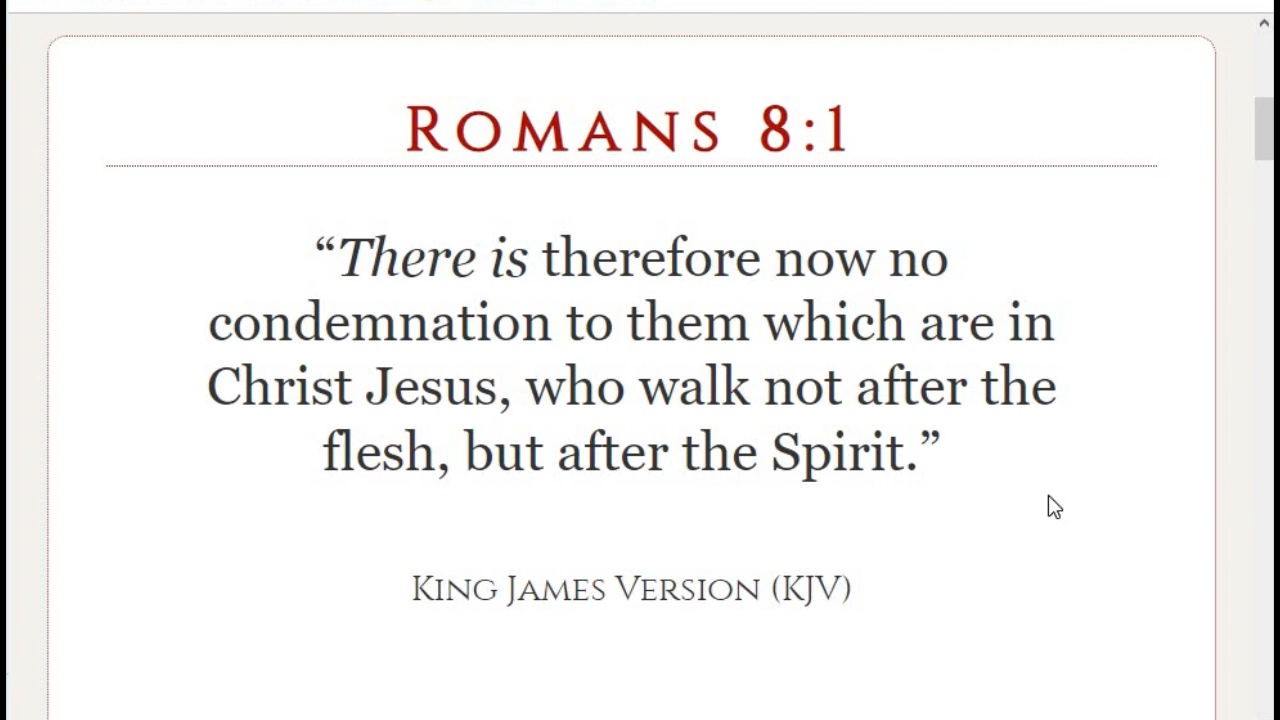 Romans 8:1
“There is therefore now no
condemnation to them which are in
Christ Jesus, who walk not after the
flesh, but after the Spirit.”
King James Version (KJV)